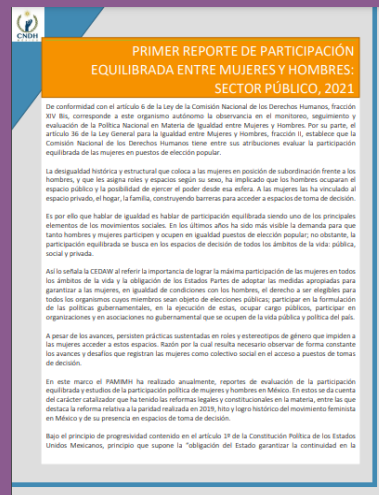 CNDH
PRIMER REPORTE DE PARTICIPACIÓN
EQUILIBRADA ENTRE MUJERES Y HOMBRES:
SECTOR PÚBLICO, 2021
De conformidad con el artículo 6 de la Ley de la Comisión Nacional de los Derechos Humanos, fracción
XIV Bis, corresponde a este organismo autónomo la observancia en el monitoreo, seguimiento y
evaluación de la Política Nacional en Materia de Igualdad entre Mujeres y Hombres. Por su parte, el
artículo 36 de la Ley General para la Igualdad entre Mujeres y Hombres, fracción II, establece que la
Comisión Nacional de los Derechos Humanos tiene entre sus atribuciones evaluar la participación
equilibrada de las mujeres en puestos de elección popular.
La desigualdad histórica y estructural que coloca a las mujeres en posición de subordinación frente a los
hombres, y que les asigna roles y espacios según su sexo, ha implicado que los hombres ocuparan el
espacio público y la posibilidad de ejercer el poder desde esa esfera. A las mujeres las ha vinculado al
espacio privado, el hogar, la familia, construyendo barreras para acceder a espacios de toma de decisión.
Es por ello que hablar de igualdad es hablar de participación equilibrada siendo uno de los principales
elementos de los movimientos sociales. En los últimos años ha sido más visible la demanda para que
tanto hombres y mujeres participen y ocupen en igualdad puestos de elección popular; no obstante, la
participación equilibrada se busca en los espacios de decisión de todos los ámbitos de la vida: pública,
social y privada.
Así lo señala la CEDAW al referir la importancia de lograr la máxima participación de las mujeres en todos
los ámbitos de la vida y la obligación de los Estados Partes de adoptar las medidas apropiadas para
garantizar a las mujeres, en igualdad de condiciones con los hombres, el derecho a ser elegibles para
todos los organismos cuyos miembros sean objeto de elecciones públicas; participar en la formulación
de las políticas gubernamentales, en la ejecución de estas, ocupar cargo públicos, participar en
organizaciones y en asociaciones no gubernamental que se ocupen de la vida pública y política del país.
A pesar de los avances, persisten prácticas sustentadas en roles y estereotipos de género que impiden a
las mujeres acceder a estos espacios. Razón por la cual resulta necesario observar de forma constante
los avances y desafíos que registran las mujeres como colectivo social en el acceso a puestos de tomas
de decisión.
En este marco el PAMIMH ha realizado anualmente, reportes de evaluación de la participación
equilibrada y estudios de la participación política de mujeres y hombres en México. En estos se da cuenta
del carácter catalizador que ha tenido las reformas legales y constitucionales en la materia, entre las que
destaca la reforma relativa a la paridad realizada en 2019, hito y logro histórico del movimiento feminista
en México y de su presencia en espacios de toma de decisión.
Bajo el principio de progresividad contenido en el artículo 1º de la Constitución Política de los Estados
Unidos Mexicanos, principio que supone la "obligación del Estado garantizar la continuidad en la